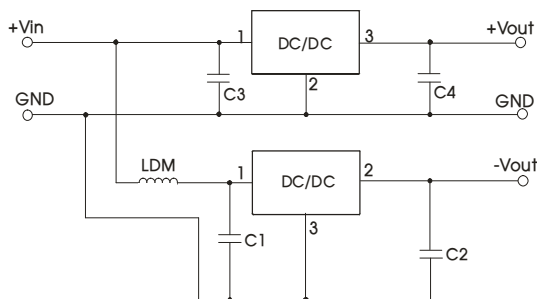 +Vin
1
DC/DC
3
+Vout
C3
2
C4
GND
GND
LDM
1
DC/DC
2
-Vout
C1
3
C2